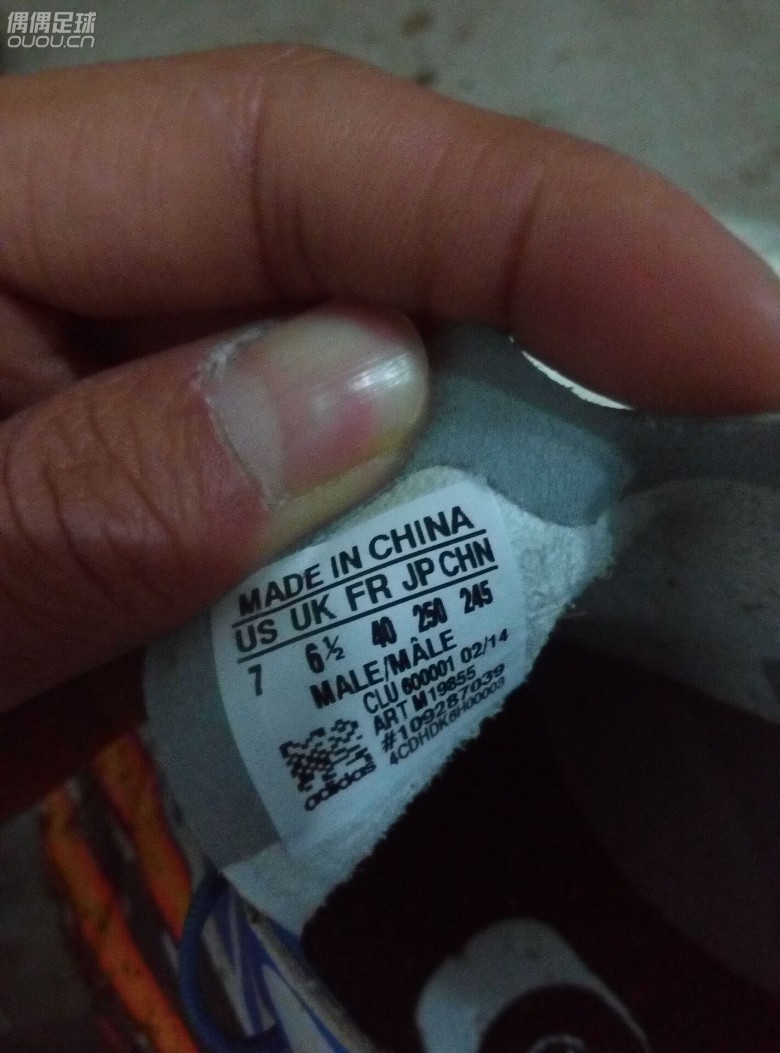 偶偶足球
OUOU.CN
MADE IN CHINA
US UK FR JP CHN
7 6½ 40 250 245
MALE/MÂLE
CLU 600001 02/14
ART M19855
#109287039
4CDHDK6H00003
adidas